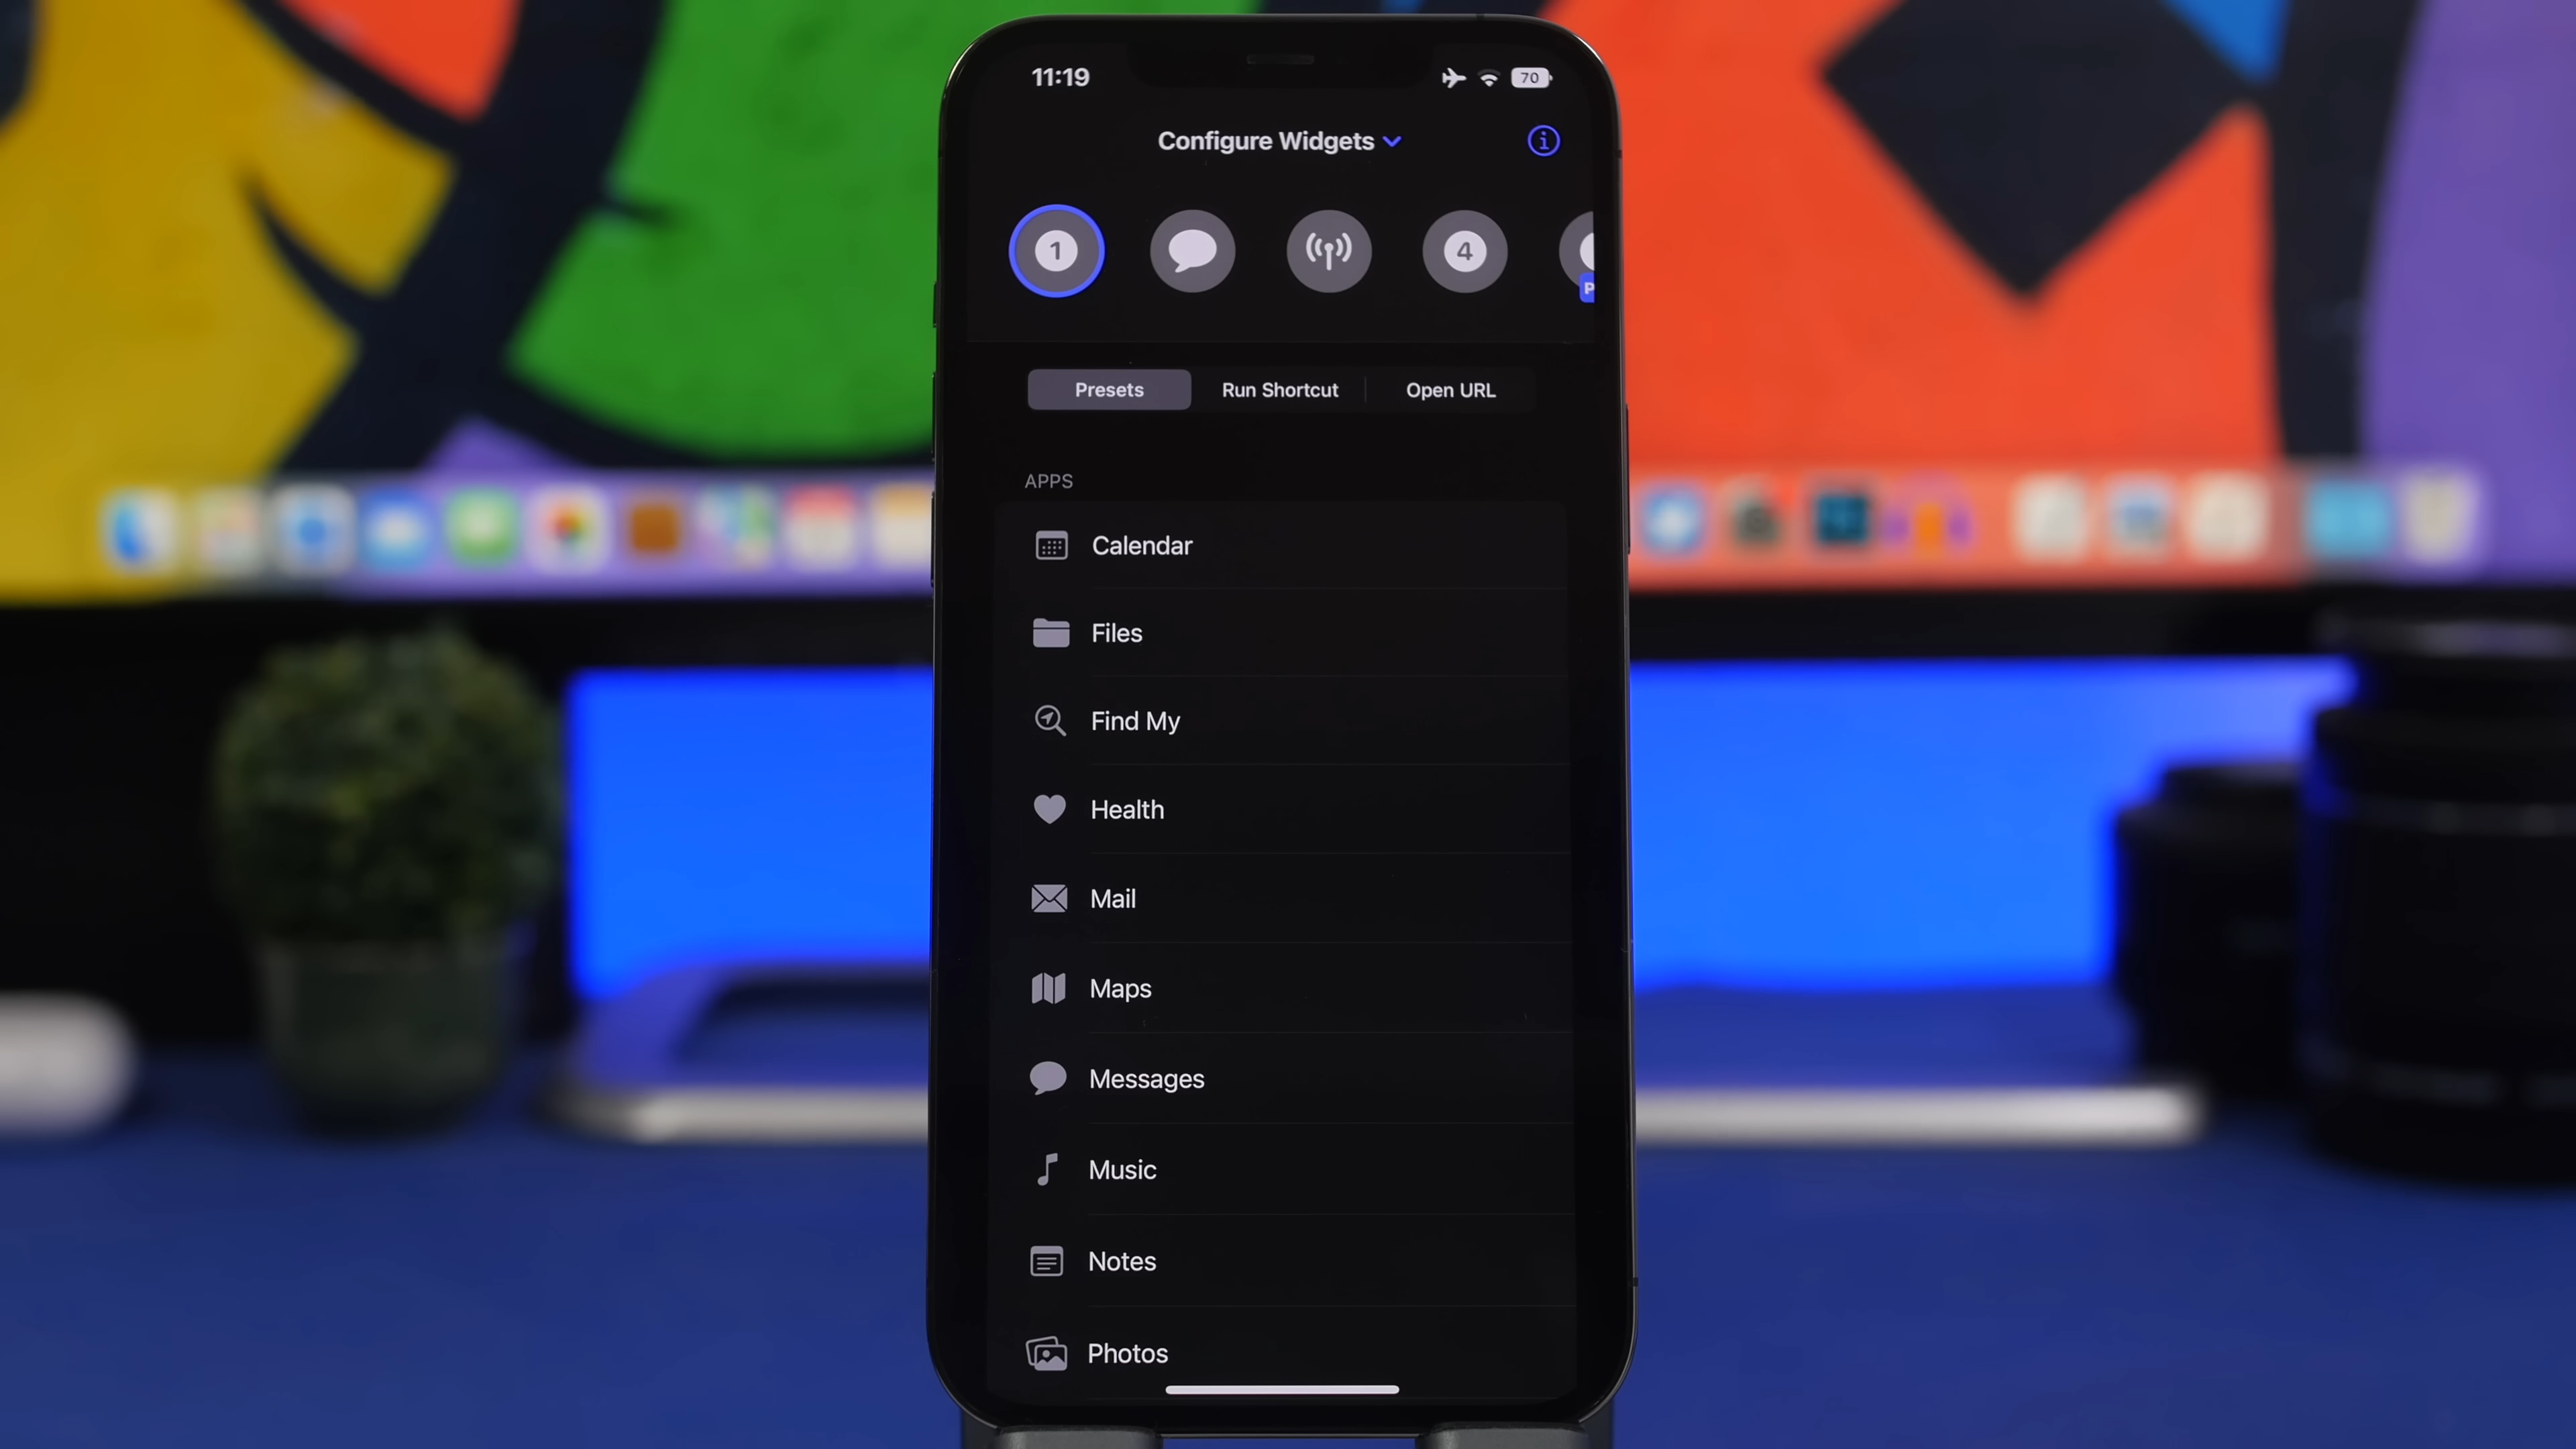 11:19 70
Configure Widgets
1 4
P
Presets Run Shortcut Open URL
APPS
Calendar
Files
Find My
Health
Mail
Maps
Messages
Music
Notes
Photos